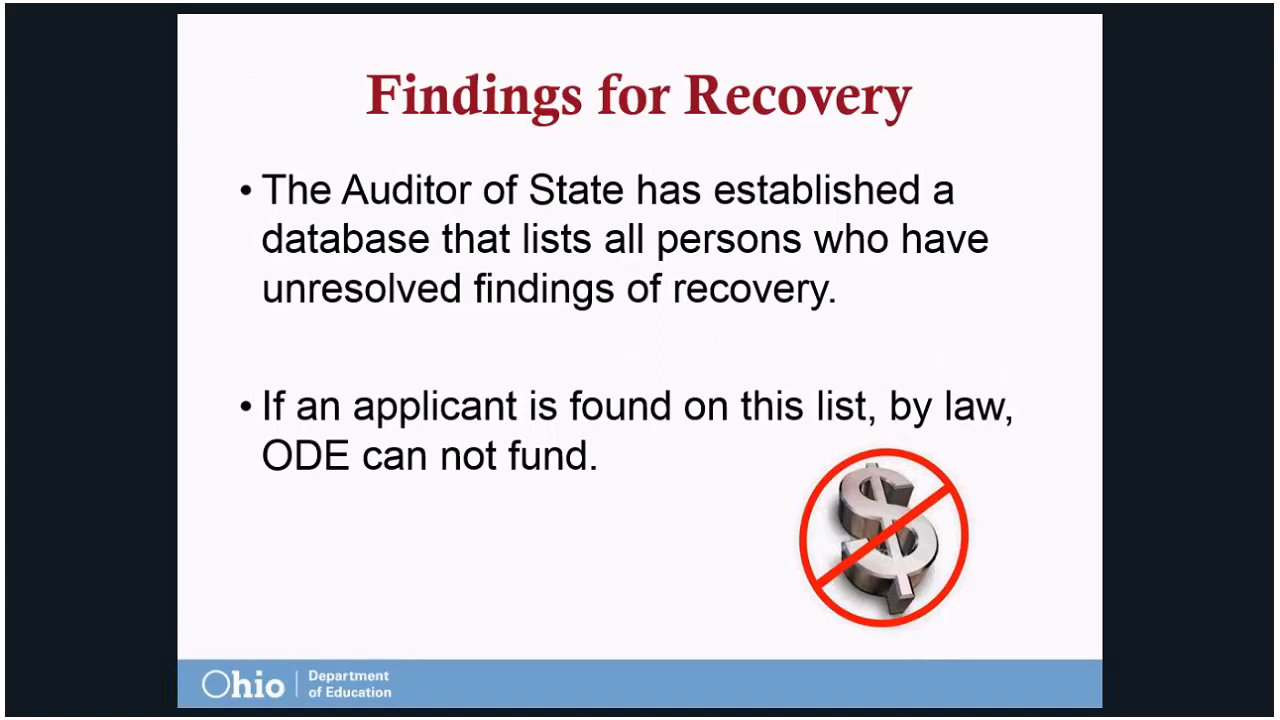 Findings for Recovery
• The Auditor of State has established a
database that lists all persons who have
unresolved findings of recovery.
• If an applicant is found on this list, by law,
ODE can not fund.
$
Ohio
Department
of Education